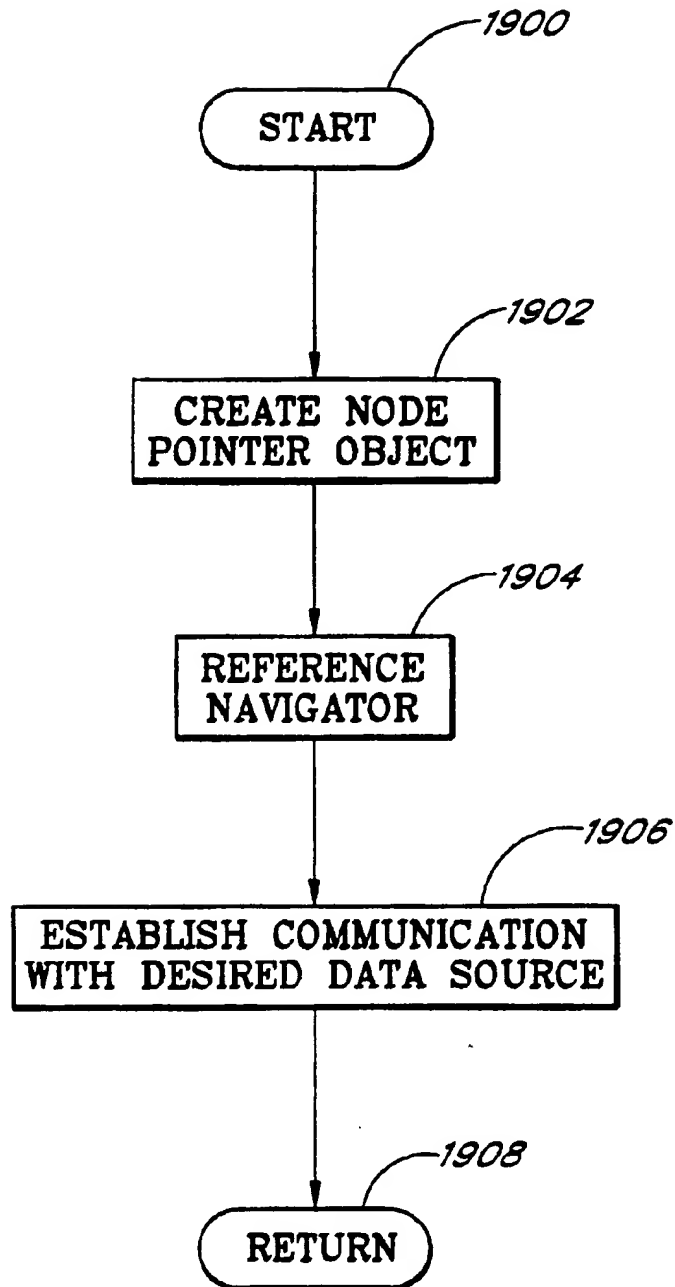 1900
START
1902
CREATE NODE
POINTER OBJECT
1904
REFERENCE
NAVIGATOR
1906
ESTABLISH COMMUNICATION
WITH DESIRED DATA SOURCE
1908
RETURN